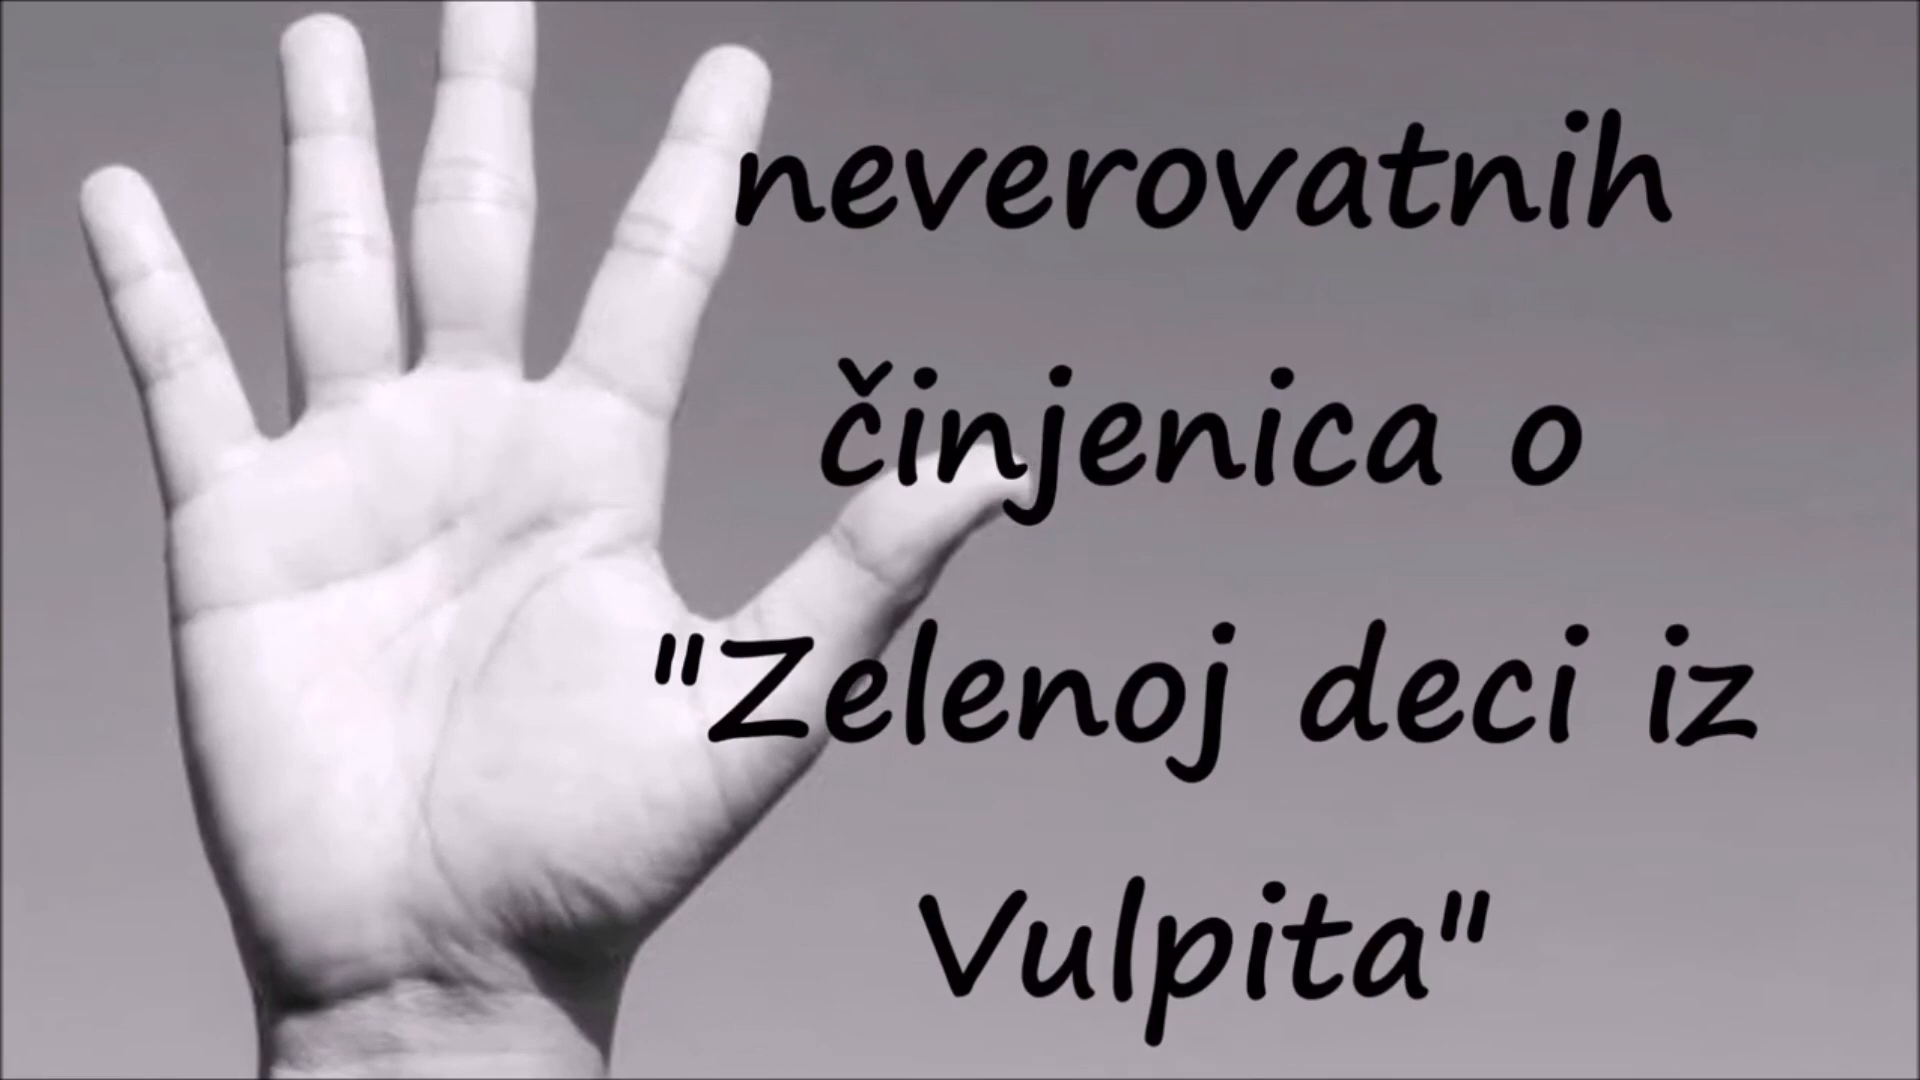 neverovatnih
činjenica o
"Zelenoj deci iz
Vulpita"